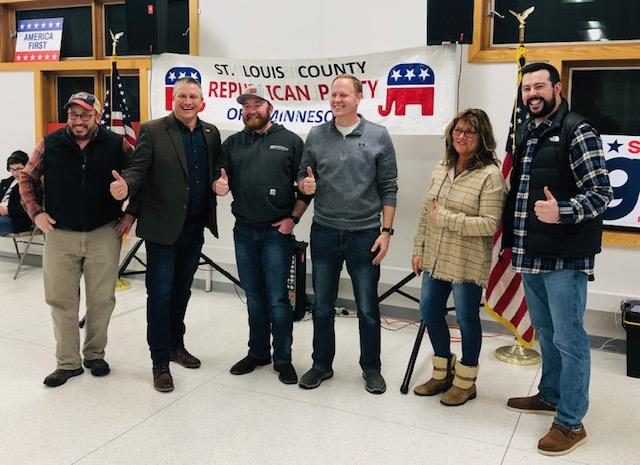 AMERICA
FIRST
ST. LOUIS COUNTY
REPUBLICAN PARTY
OF MINNESOTA